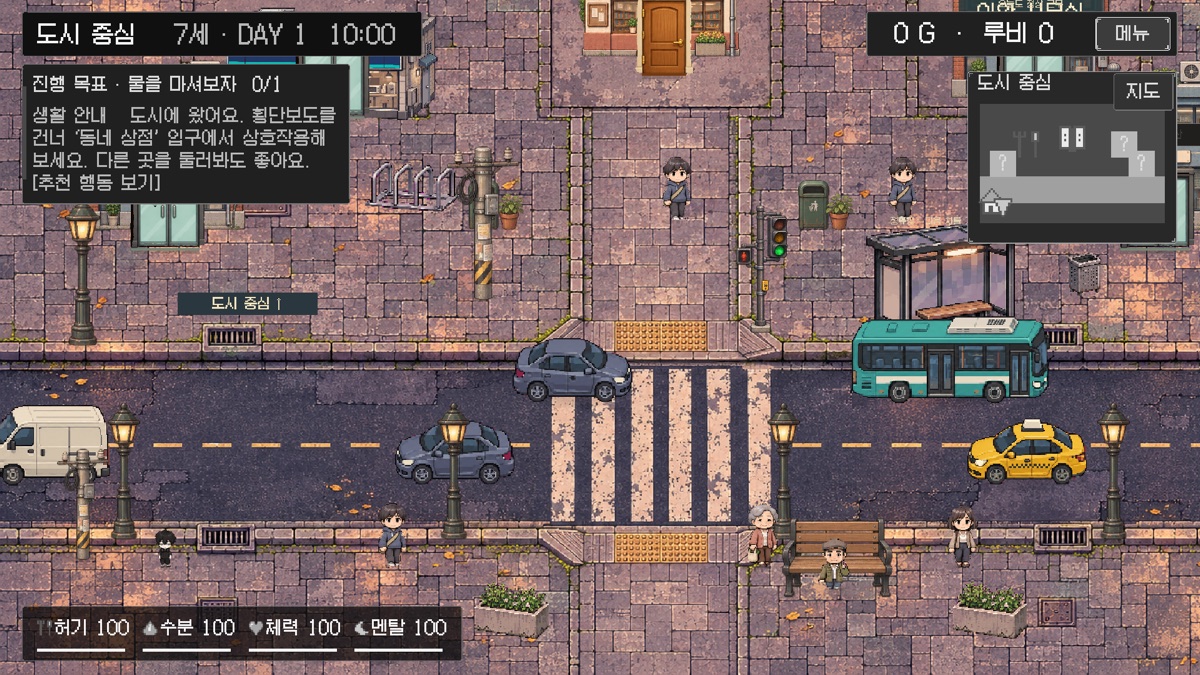 도시 중심 7세 · DAY 1 10:00
0 G · 루비 0
메뉴
진행 목표 · 물을 마셔보자 0/1
생활 안내 도시에 왔어요. 횡단보도를
건너 '동네 상점' 입구에서 상호작용해
보세요. 다른 곳을 둘러봐도 좋아요.
[추천 행동 보기]
도시 중심
지도
?
?
?
도시 중심 ↑
허기 100 수분 100 체력 100 멘탈 100